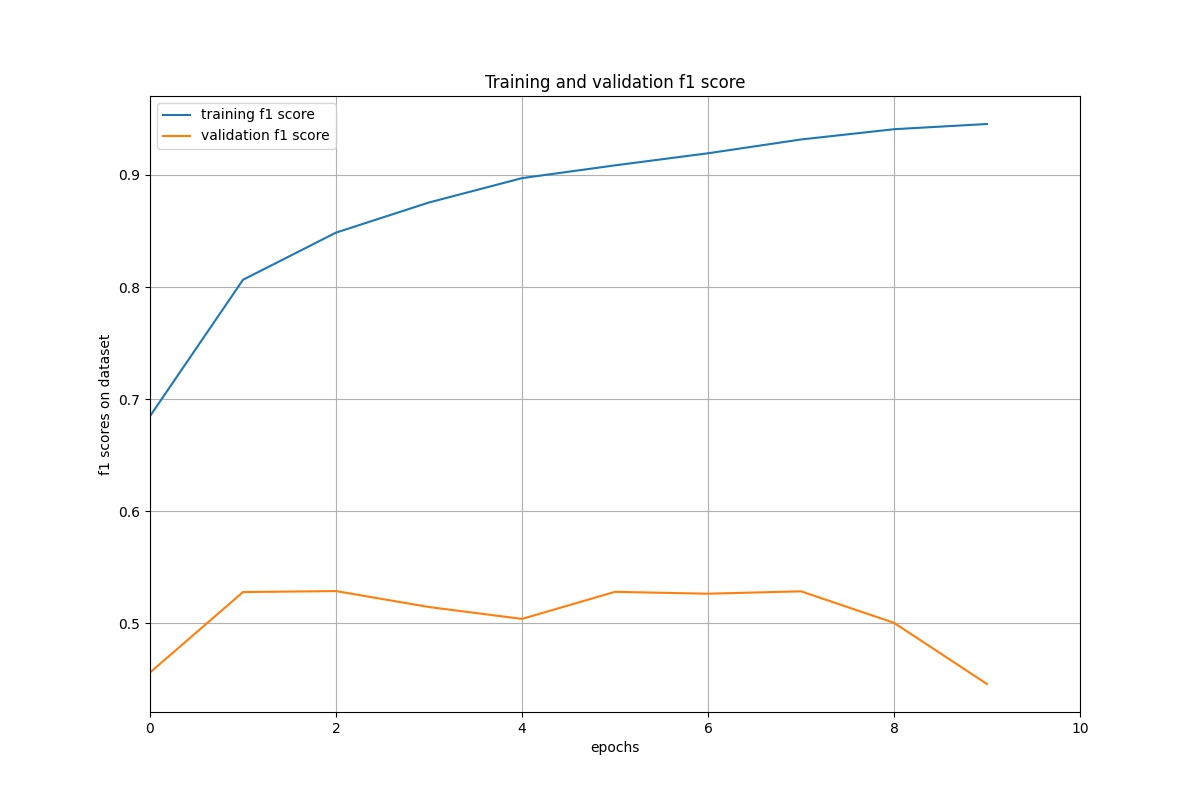 Training and validation f1 score
training f1 score
validation f1 score
0.9
0.8
0.7
0.6
0.5
f1 scores on dataset
0 2 4 6 8 10
epochs